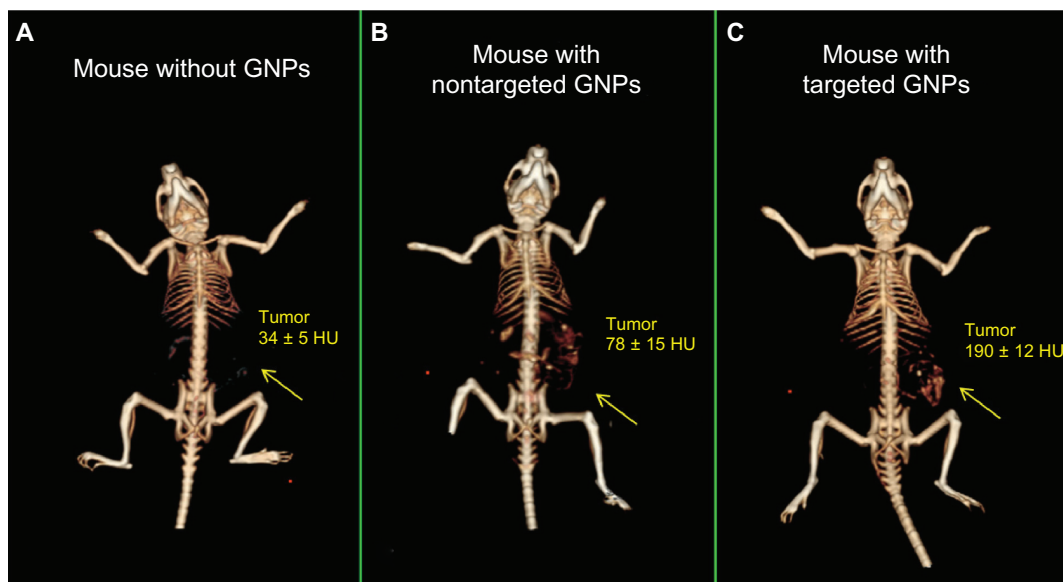 A
Mouse without GNPs
Tumor
34 ± 5 HU
B
Mouse with
nontargeted GNPs
Tumor
78 ± 15 HU
C
Mouse with
targeted GNPs
Tumor
190 ± 12 HU